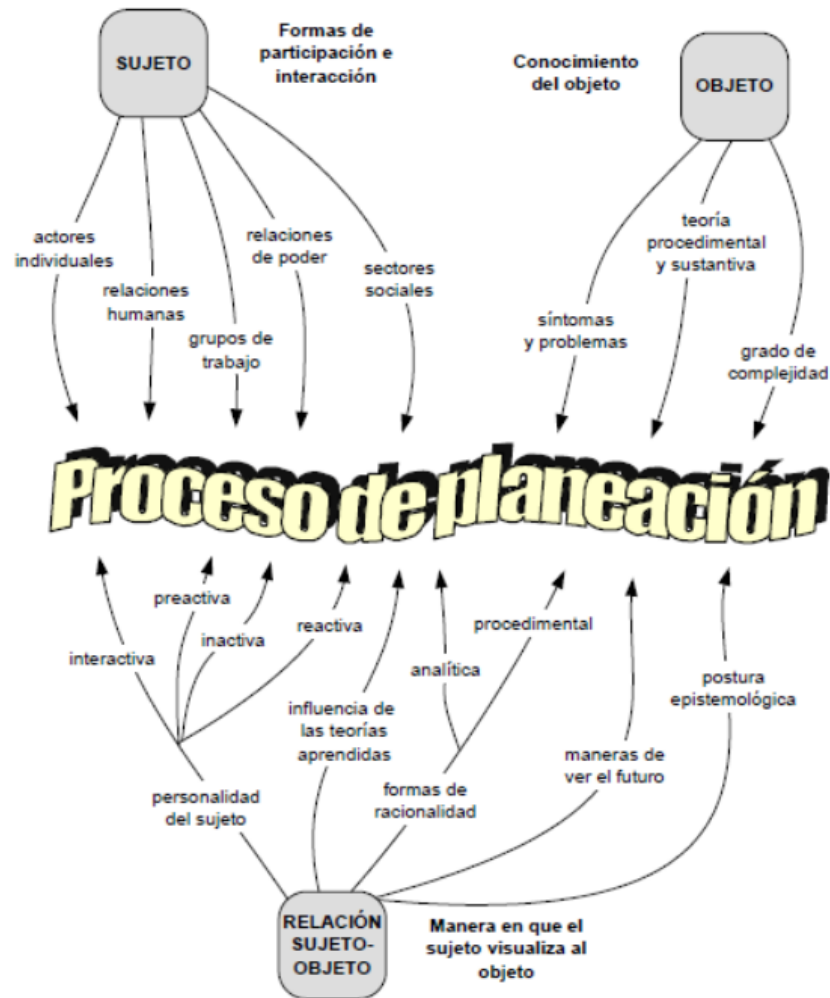 SUJETO
Formas de
participación e
interacción
Conocimiento
del objeto
OBJETO
actores
individuales
relaciones
humanas
grupos de
trabajo
relaciones
de poder
sectores
sociales
síntomas
y problemas
teoría
procedimental
y sustantiva
grado de
complejidad
Proceso de planeación
interactiva
preactiva
inactiva
reactiva
personalidad
del sujeto
influencia de
las teorías
aprendidas
analítica
procedimental
formas de
racionalidad
maneras de
ver el futuro
postura
epistemológica
RELACIÓN
SUJETO-
OBJETO
Manera en que el
sujeto visualiza al
objeto